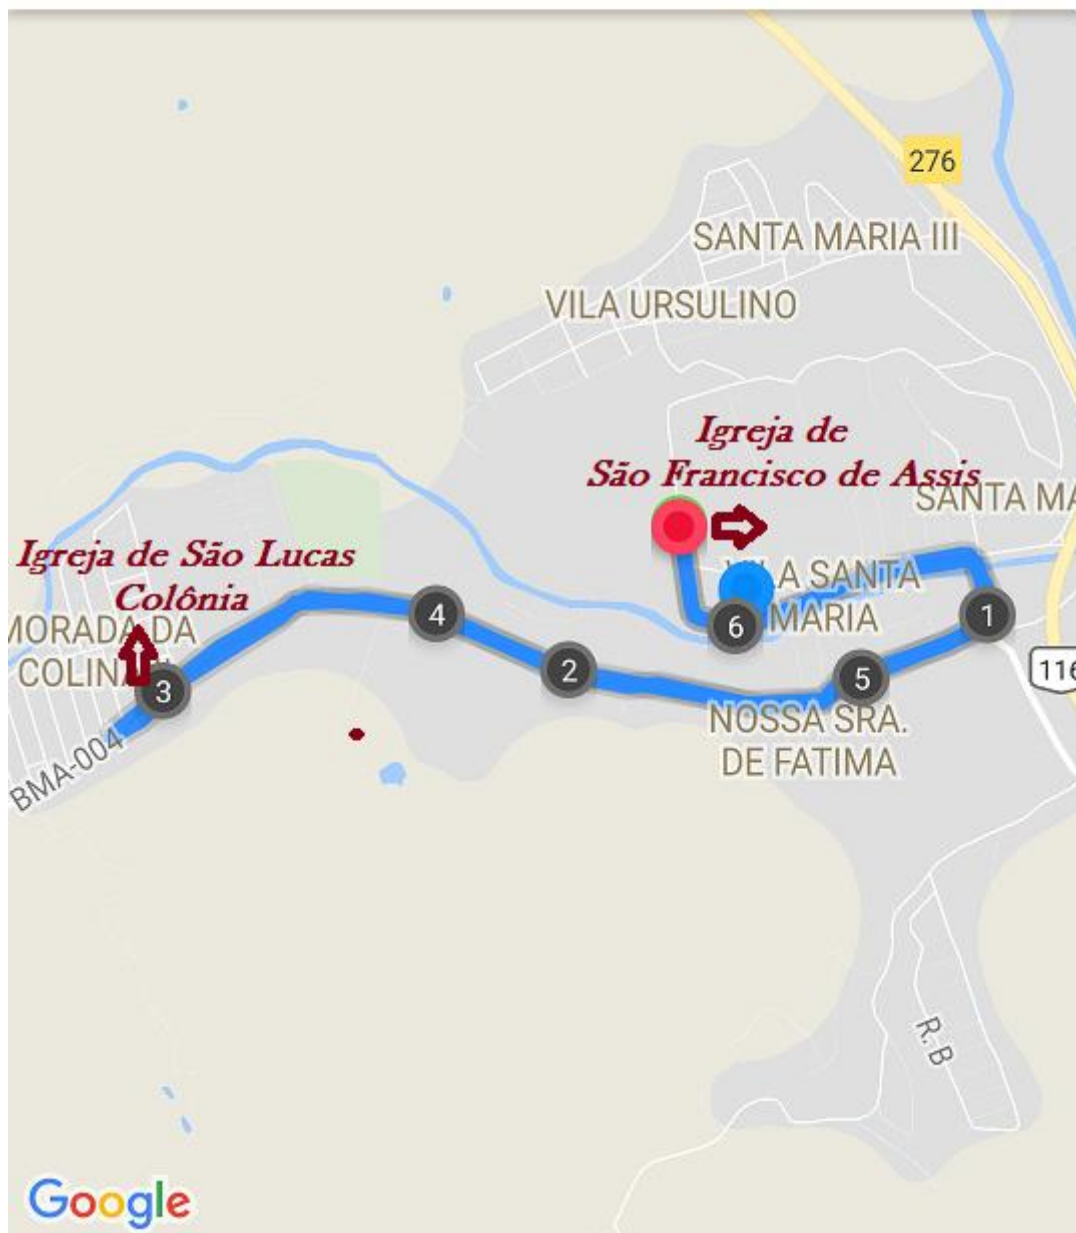 276
SANTA MARIA III
VILA URSULINO
Igreja de
São Francisco de Assis
SANTA MA
Igreja de São Lucas
Colônia
MORADA DA
COLIN
A SANTA
MARIA
4
6
1
2
5
3
116
NOSSA SRA.
DE FATIMA
BMA-004
R. B
Google